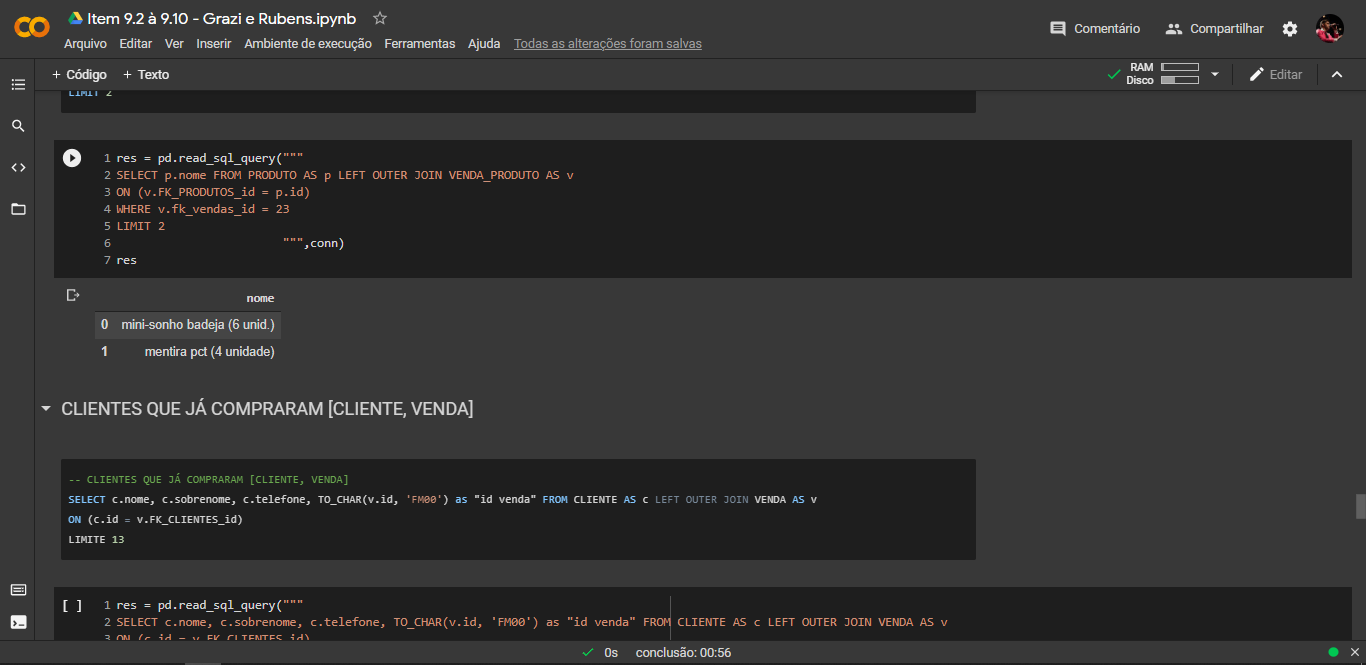 Item 9.2 à 9.10 - Grazi e Rubens.ipynb
Arquivo Editar Ver Inserir Ambiente de execução Ferramentas Ajuda Todas as alterações foram salvas
Comentário Compartilhar
+ Código + Texto
RAM
Disco
Editar
LIMIT 2
1 res = pd.read_sql_query("""
2 SELECT p.nome FROM PRODUTO AS p LEFT OUTER JOIN VENDA_PRODUTO AS v
3 ON (v.FK_PRODUTOS_id = p.id)
4 WHERE v.fk_vendas_id = 23
5 LIMIT 2
6 """,conn)
7 res
nome
0 mini-sonho badeja (6 unid.)
1 mentira pct (4 unidade)
CLIENTES QUE JÁ COMPRARAM [CLIENTE, VENDA]
-- CLIENTES QUE JÁ COMPRARAM [CLIENTE, VENDA]
SELECT c.nome, c.sobrenome, c.telefone, TO_CHAR(v.id, 'FM00') as "id venda" FROM CLIENTE AS c LEFT OUTER JOIN VENDA AS v
ON (c.id = v.FK_CLIENTES_id)
LIMITE 13
[ ] 1 res = pd.read_sql_query("""
2 SELECT c.nome, c.sobrenome, c.telefone, TO_CHAR(v.id, 'FM00') as "id venda" FROM CLIENTE AS c LEFT OUTER JOIN VENDA AS v
3 ON (c.id = v.FK_CLIENTES_id)
0s conclusão: 00:56